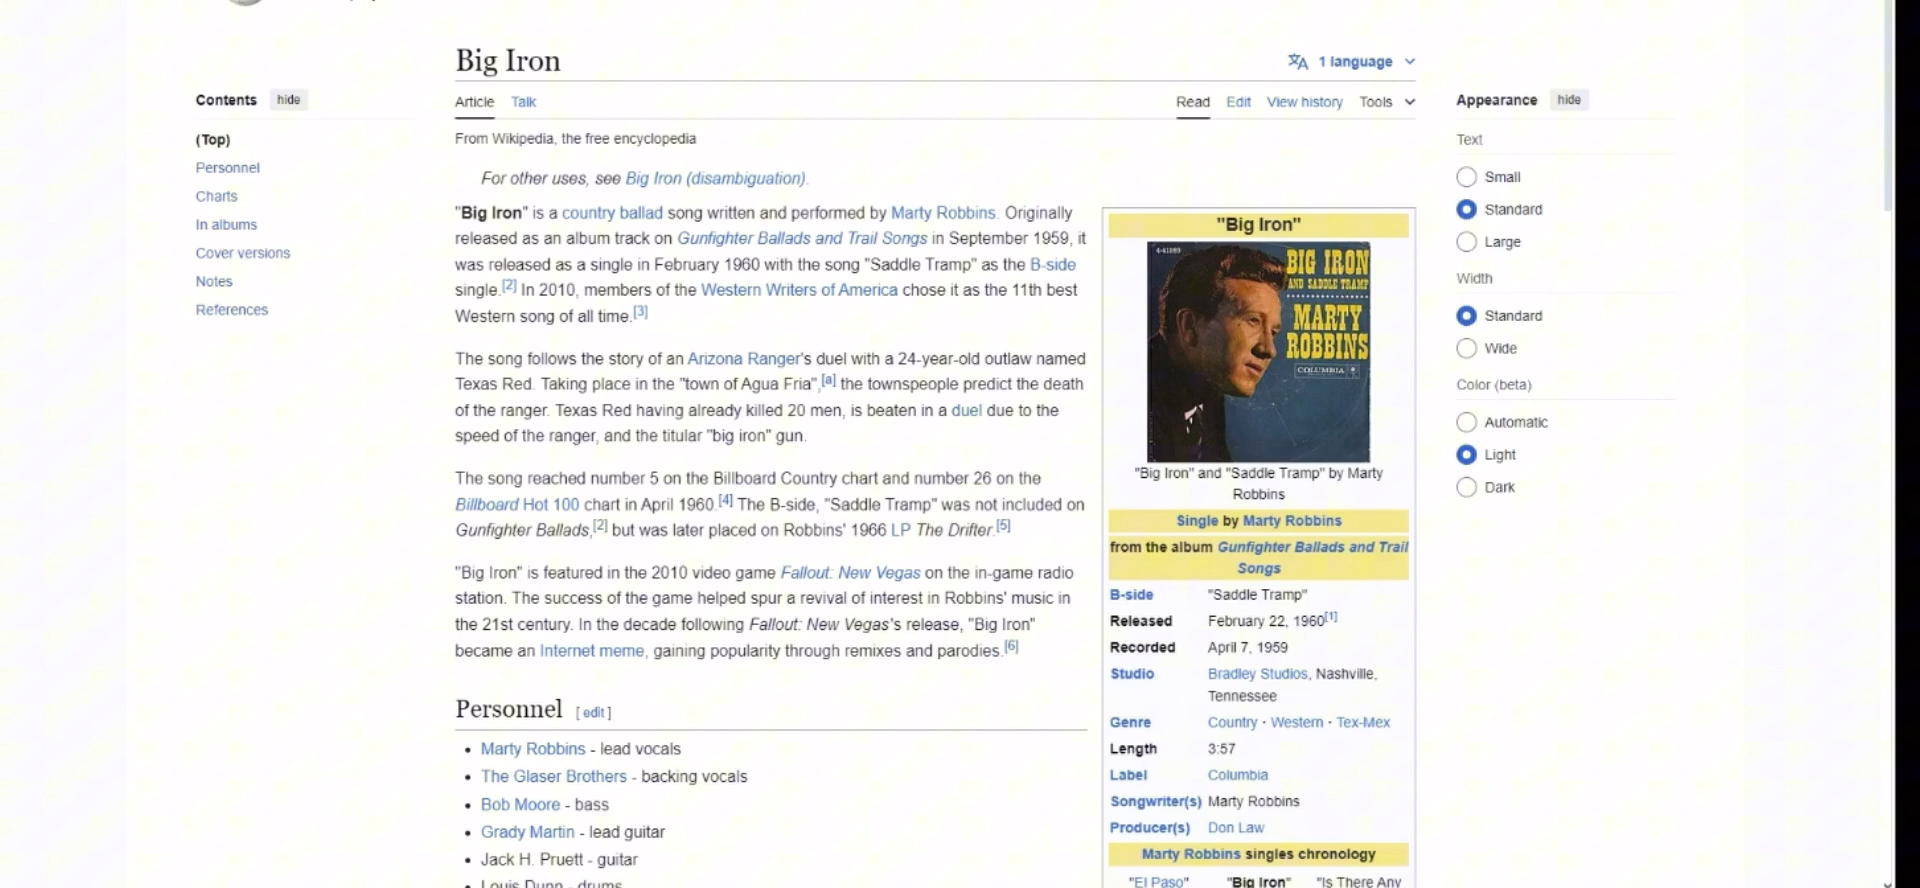 Big Iron
1 language
Contents hide
Article Talk
Read Edit View history Tools
Appearance hide
(Top)
Personnel
Charts
In albums
Cover versions
Notes
References
From Wikipedia, the free encyclopedia
For other uses, see Big Iron (disambiguation).
"Big Iron" is a country ballad song written and performed by Marty Robbins. Originally
released as an album track on Gunfighter Ballads and Trail Songs in September 1959, it
was released as a single in February 1960 with the song "Saddle Tramp" as the B-side
single.[2] In 2010, members of the Western Writers of America chose it as the 11th best
Western song of all time.[3]
The song follows the story of an Arizona Ranger's duel with a 24-year-old outlaw named
Texas Red. Taking place in the "town of Agua Fria",[a] the townspeople predict the death
of the ranger. Texas Red having already killed 20 men, is beaten in a duel due to the
speed of the ranger, and the titular "big iron" gun.
The song reached number 5 on the Billboard Country chart and number 26 on the
Billboard Hot 100 chart in April 1960.[4] The B-side, "Saddle Tramp" was not included on
Gunfighter Ballads,[2] but was later placed on Robbins' 1966 LP The Drifter.[5]
"Big Iron" is featured in the 2010 video game Fallout: New Vegas on the in-game radio
station. The success of the game helped spur a revival of interest in Robbins' music in
the 21st century. In the decade following Fallout: New Vegas's release, "Big Iron"
became an Internet meme, gaining popularity through remixes and parodies.[6]
Personnel [ edit ]
• Marty Robbins - lead vocals
• The Glaser Brothers - backing vocals
• Bob Moore - bass
• Grady Martin - lead guitar
• Jack H. Pruett - guitar
• Louis Dunn - drums
"Big Iron"
4-41589
BIG IRON
AND SADDLE TRAMP
MARTY
ROBBINS
COLUMBIA
"Big Iron" and "Saddle Tramp" by Marty
Robbins
Single by Marty Robbins
from the album Gunfighter Ballads and Trail
Songs
B-side "Saddle Tramp"
Released February 22, 1960[1]
Recorded April 7, 1959
Studio Bradley Studios, Nashville,
Tennessee
Genre Country · Western · Tex-Mex
Length 3:57
Label Columbia
Songwriter(s) Marty Robbins
Producer(s) Don Law
Marty Robbins singles chronology
"El Paso" "Big Iron" "Is There Any
Text
Small
Standard
Large
Width
Standard
Wide
Color (beta)
Automatic
Light
Dark